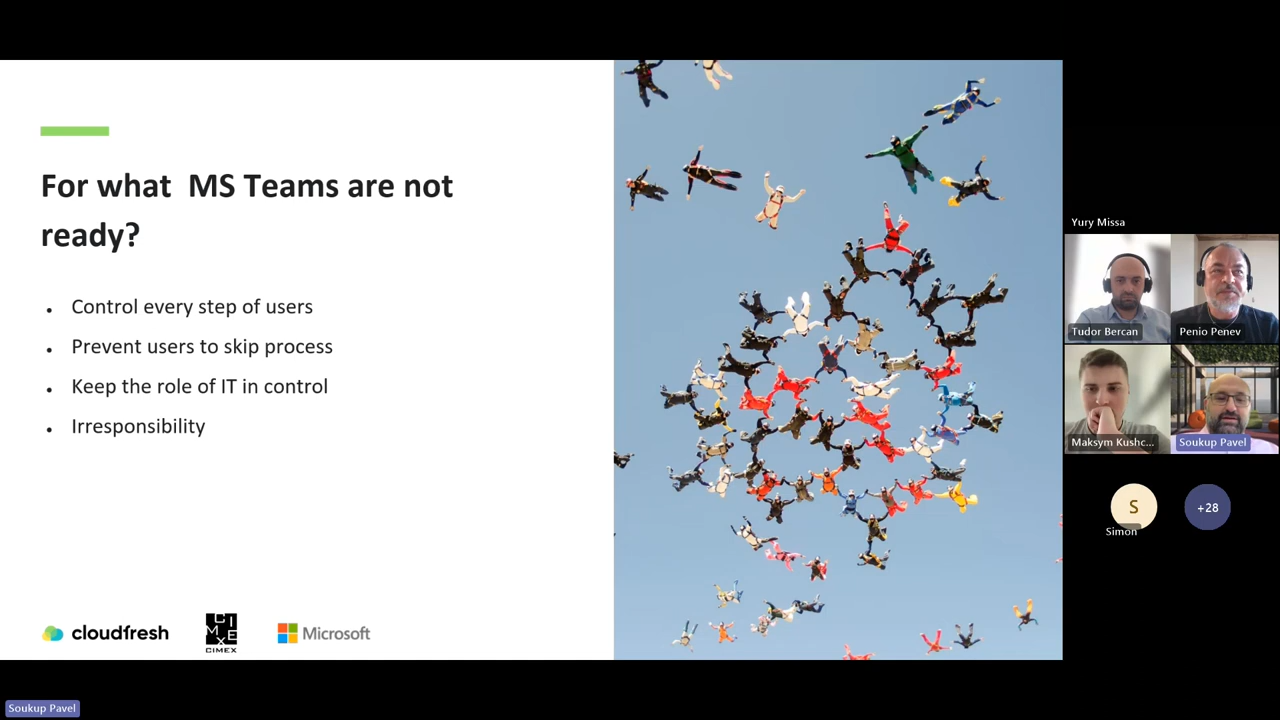 For what  MS Teams are not
ready?
• Control every step of users
• Prevent users to skip process
• Keep the role of IT in control
• Irresponsibility
cloudfresh
CIMEX
CIMEX
Microsoft
Yury Missa
Tudor Bercan
Penio Penev
Maksym Kushc...
Soukup Pavel
S
Simon
+28
Soukup Pavel